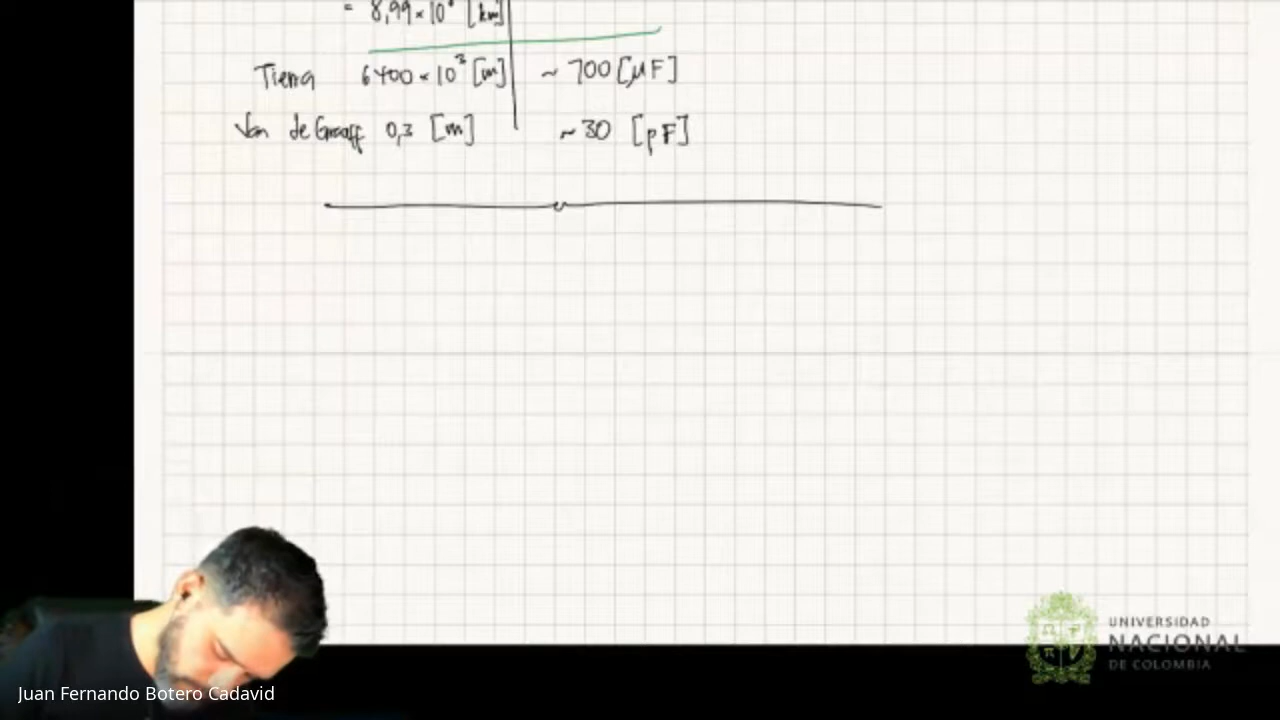 = 8,99 × 10⁶ [km]
Tierra 6400 × 10³ [m] ~ 700 [μF]
Van de Graaff 0,3 [m] ~ 30 [pF]
UNIVERSIDAD
NACIONAL
DE COLOMBIA
Juan Fernando Botero Cadavid